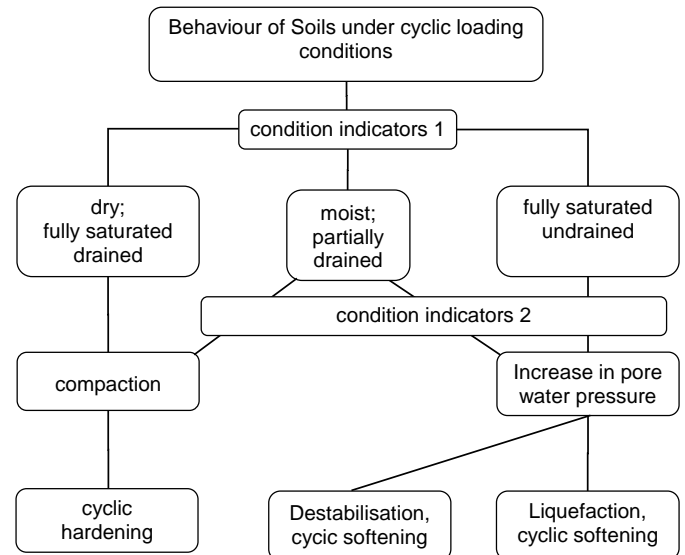 Behaviour of Soils under cyclic loading
conditions
condition indicators 1
dry;
fully saturated
drained
moist;
partially
drained
fully saturated
undrained
condition indicators 2
compaction
Increase in pore
water pressure
cyclic
hardening
Destabilisation,
cycic softening
Liquefaction,
cyclic softening